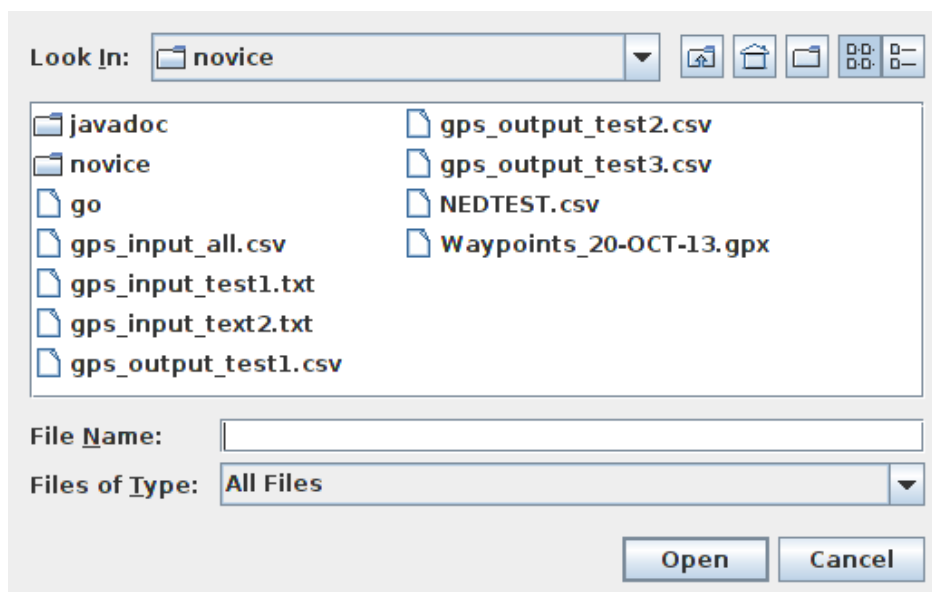 Look In: novice
javadoc
novice
go
gps_input_all.csv
gps_input_test1.txt
gps_input_text2.txt
gps_output_test1.csv
gps_output_test2.csv
gps_output_test3.csv
NEDTEST.csv
Waypoints_20-OCT-13.gpx
File Name:
Files of Type: All Files
Open Cancel